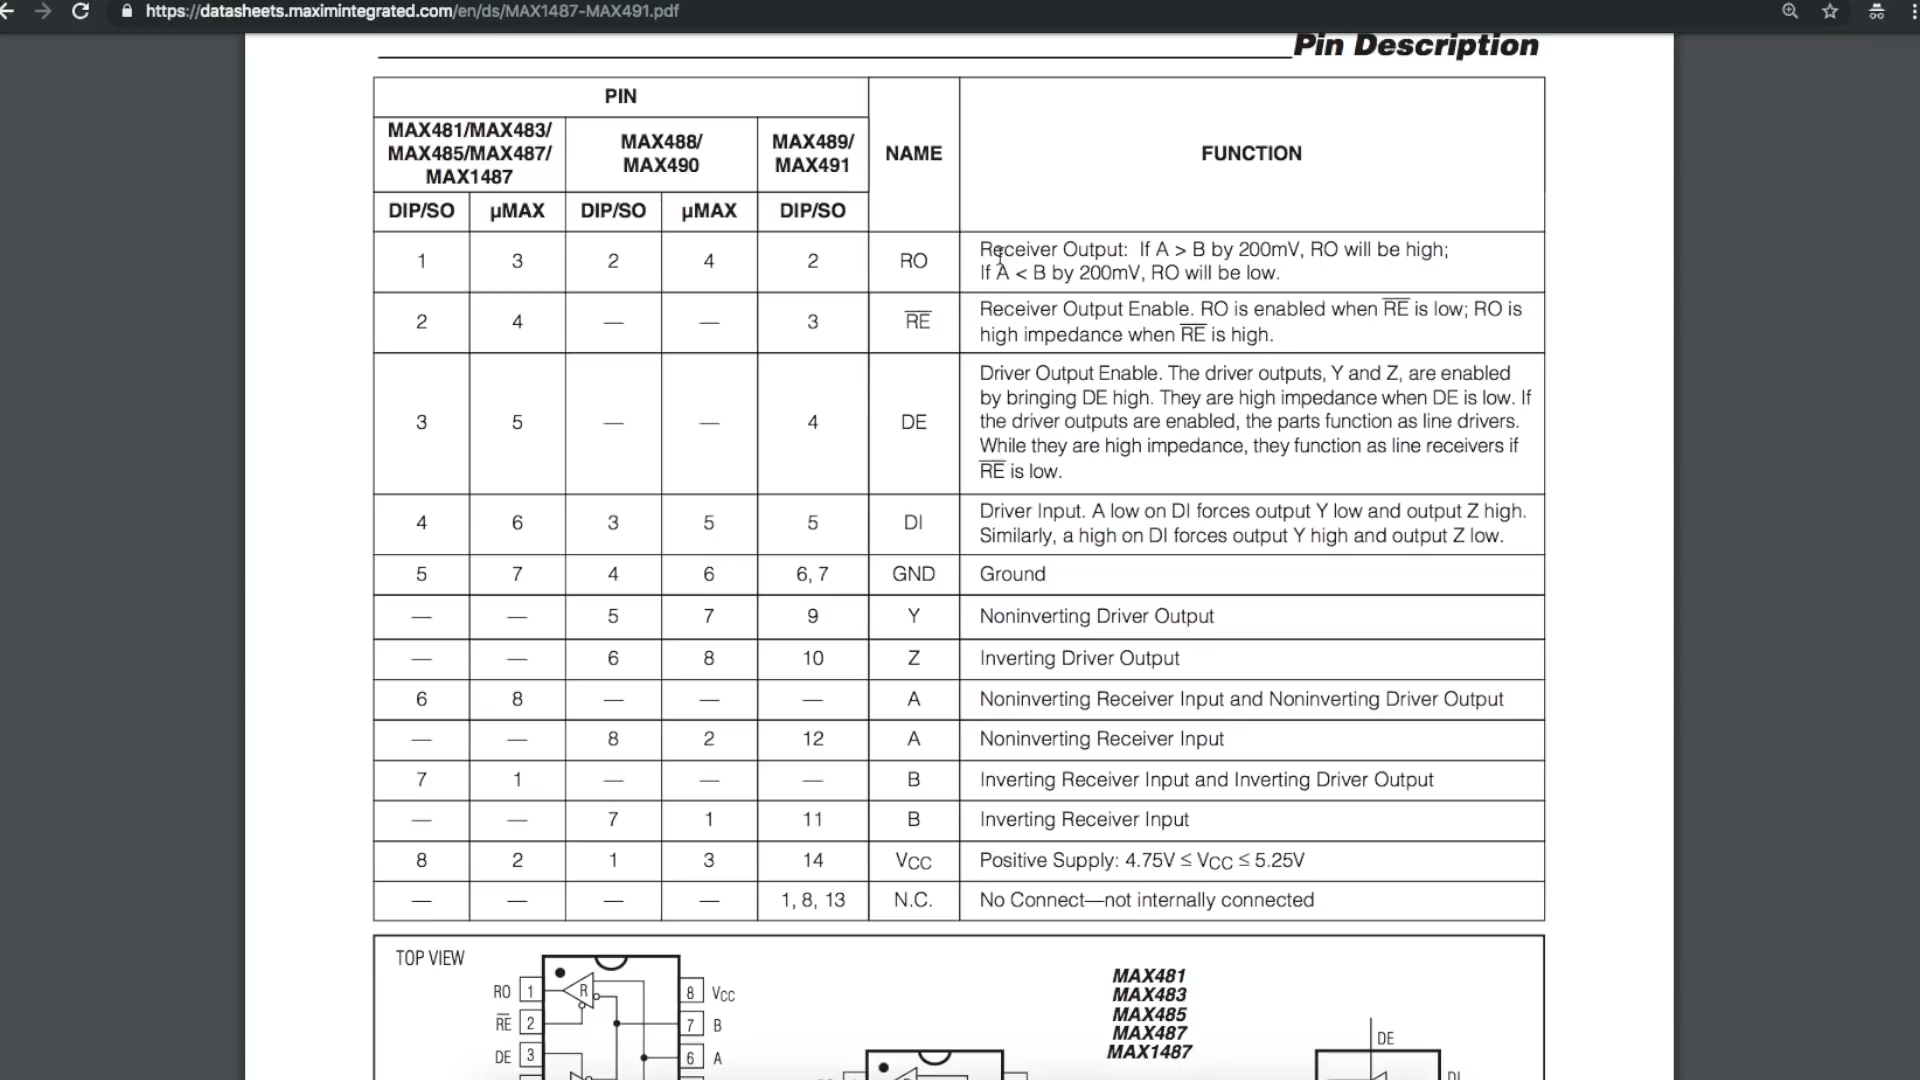 https://datasheets.maximintegrated.com/en/ds/MAX1487-MAX491.pdf
Pin Description
PIN
MAX481/MAX483/
MAX485/MAX487/
MAX1487
MAX488/
MAX490
MAX489/
MAX491
NAME
FUNCTION
DIP/SO µMAX DIP/SO µMAX DIP/SO
1 3 2 4 2 RO Receiver Output: If A > B by 200mV, RO will be high;
If A < B by 200mV, RO will be low.
2 4 — — 3 R̅E̅ Receiver Output Enable. RO is enabled when R̅E̅ is low; RO is
high impedance when R̅E̅ is high.
3 5 — — 4 DE Driver Output Enable. The driver outputs, Y and Z, are enabled
by bringing DE high. They are high impedance when DE is low. If
the driver outputs are enabled, the parts function as line drivers.
While they are high impedance, they function as line receivers if
R̅E̅ is low.
4 6 3 5 5 DI Driver Input. A low on DI forces output Y low and output Z high.
Similarly, a high on DI forces output Y high and output Z low.
5 7 4 6 6, 7 GND Ground
— — 5 7 9 Y Noninverting Driver Output
— — 6 8 10 Z Inverting Driver Output
6 8 — — — A Noninverting Receiver Input and Noninverting Driver Output
— — 8 2 12 A Noninverting Receiver Input
7 1 — — — B Inverting Receiver Input and Inverting Driver Output
— — 7 1 11 B Inverting Receiver Input
8 2 1 3 14 VCC Positive Supply: 4.75V ≤ VCC ≤ 5.25V
— — — — 1, 8, 13 N.C. No Connect—not internally connected
TOP VIEW
RO 1 R 8 VCC
R̅E̅ 2 7 B
DE 3 6 A
MAX481
MAX483
MAX485
MAX487
MAX1487
DE